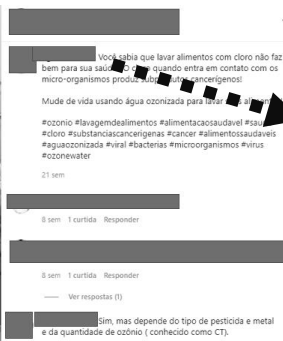 Você sabia que lavar alimentos com cloro não faz
bem para sua saúde? O cloro quando entra em contato com os
micro-organismos produz cancerígenos!
Mude de vida usando água ozonizada para lavar
#ozonio #lavagemdealimentos #alimentacaosaudavel
#cloro #substanciascancerigenas #cancer #alimentossaudaveis
#aguaozonizada #viral #bacterias #microorganismos #virus
#ozonewater
21 sem
8 sem 1 curtida Responder
8 sem 1 curtida Responder
Ver respostas (1)
Sim, mas depende do tipo de pesticida e metal
e da quantidade de ozônio ( conhecido como CT).